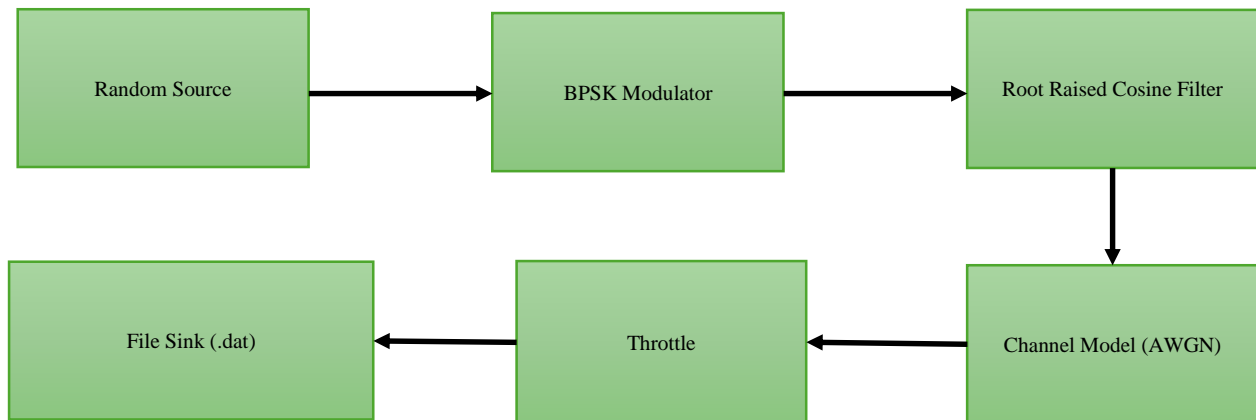 Random Source
BPSK Modulator
Root Raised Cosine Filter
File Sink (.dat)
Throttle
Channel Model (AWGN)